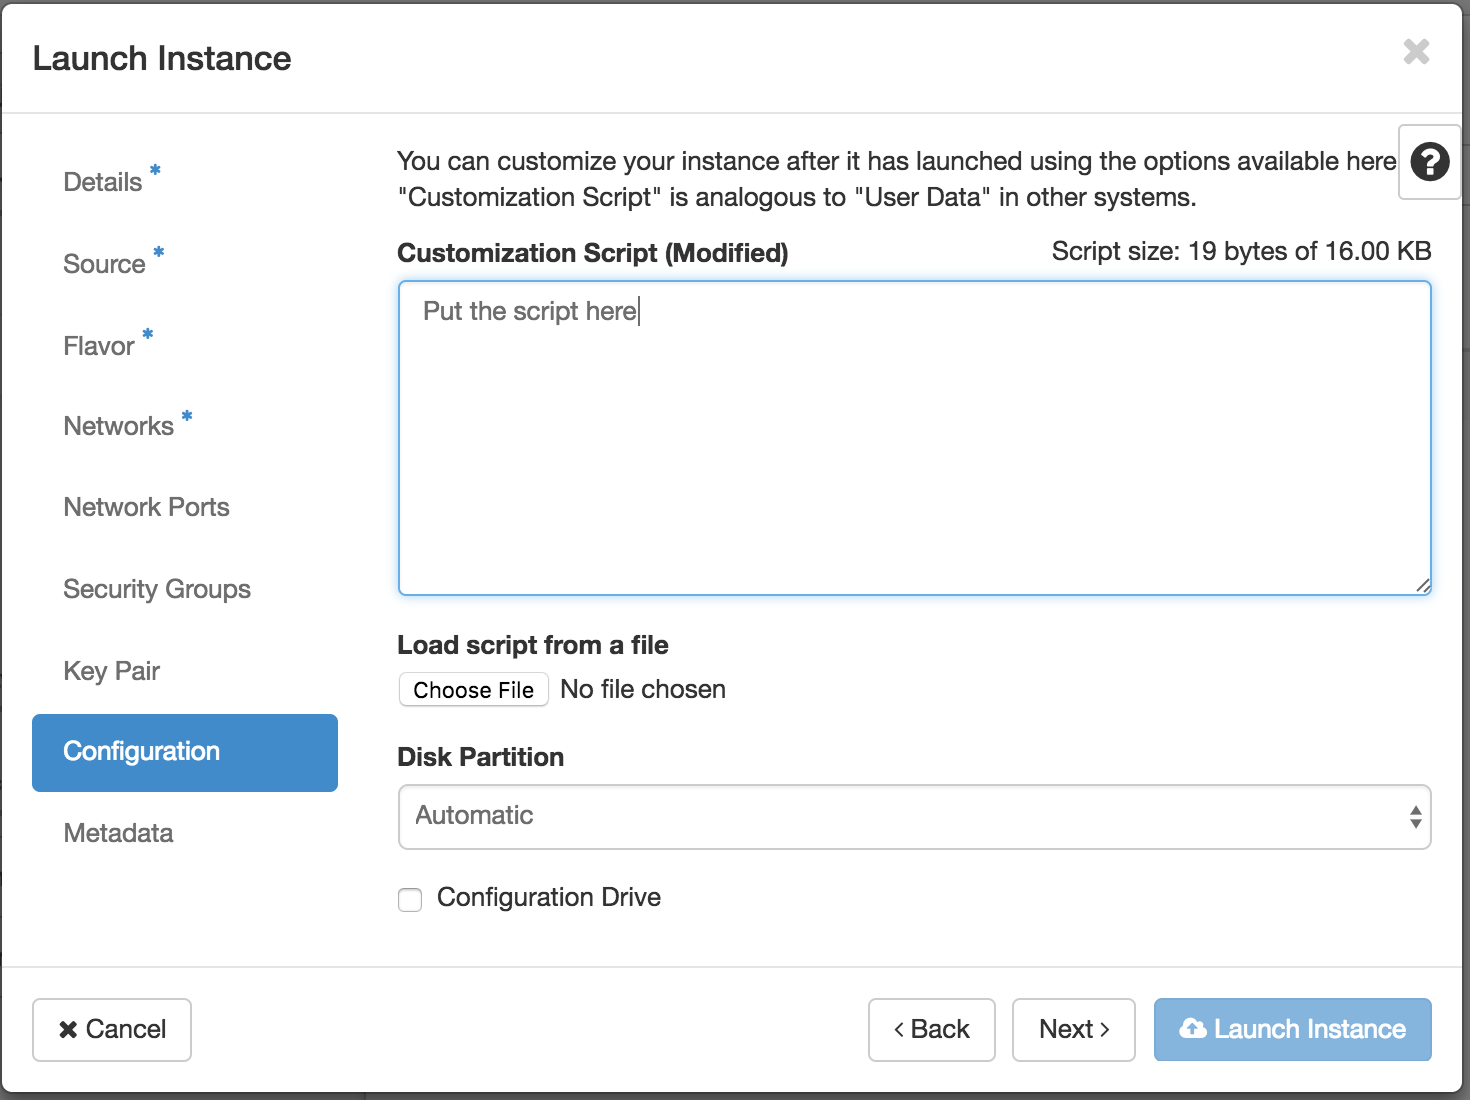 Launch Instance
Details *
Source *
Flavor *
Networks *
Network Ports
Security Groups
Key Pair
Configuration
Metadata
You can customize your instance after it has launched using the options available here
"Customization Script" is analogous to "User Data" in other systems.
Customization Script (Modified)
Script size: 19 bytes of 16.00 KB
Put the script here
Load script from a file
Choose File No file chosen
Disk Partition
Automatic
Configuration Drive
Cancel
Back
Next
Launch Instance